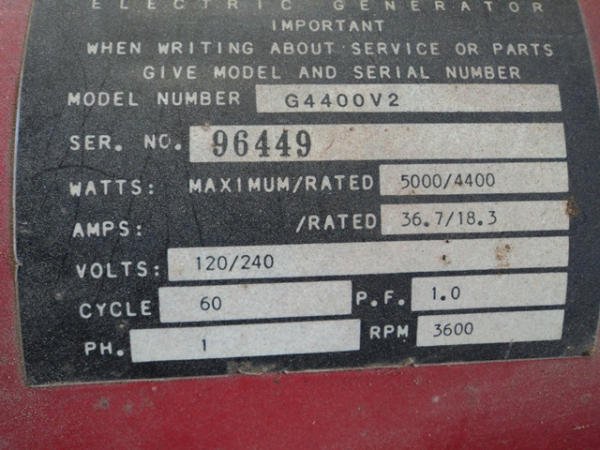 ELECTRIC GENERATOR
IMPORTANT
WHEN WRITING ABOUT SERVICE OR PARTS
GIVE MODEL AND SERIAL NUMBER
MODEL NUMBER G4400V2
SER. NO. 96449
WATTS: MAXIMUM/RATED 5000/4400
AMPS: /RATED 36.7/18.3
VOLTS: 120/240
CYCLE 60 P.F. 1.0
PH. 1 RPM 3600